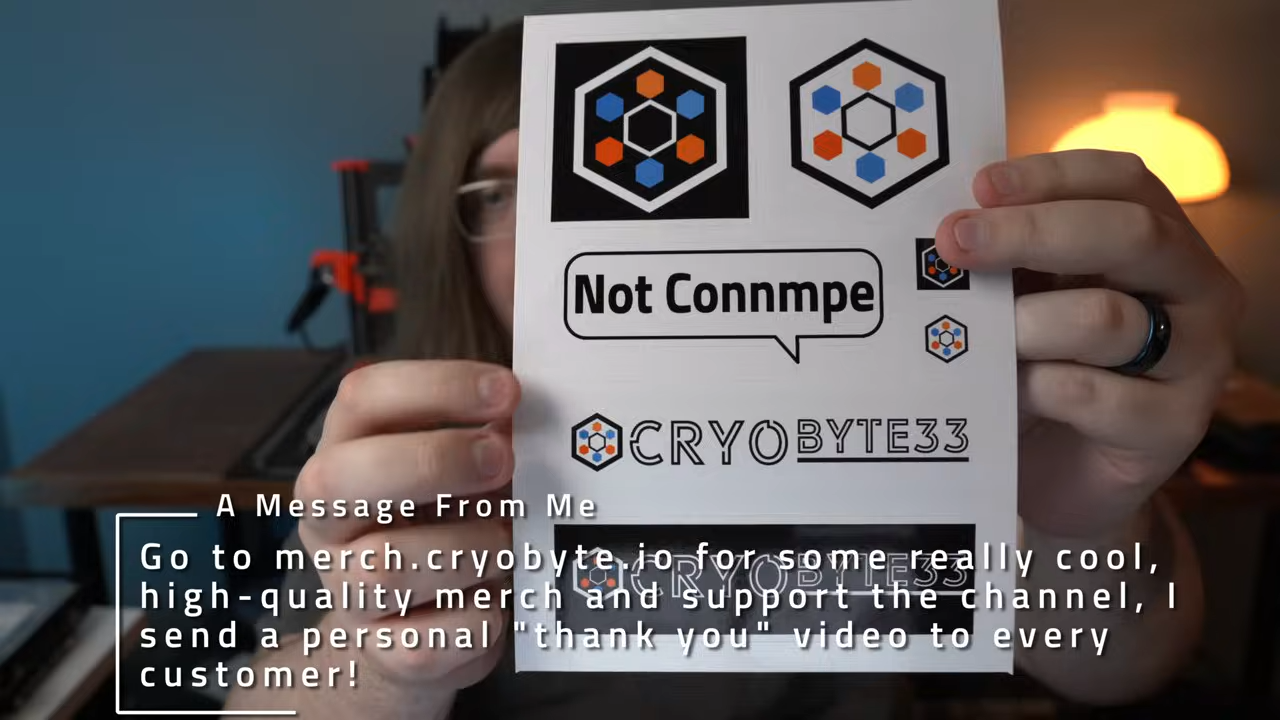 Not Connmpe
CRYOBYTE33
CRYOBYTE33
A Message From Me
Go to merch.cryobyte.io for some really cool,
high-quality merch and support the channel, I
send a personal "thank you" video to every
customer!